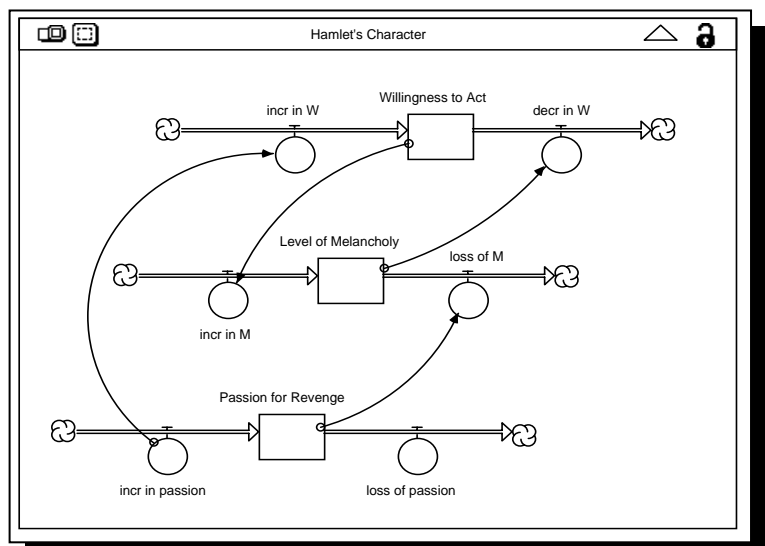 Hamlet's Character
Willingness to Act
incr in W
decr in W
Level of Melancholy
loss of M
incr in M
Passion for Revenge
incr in passion
loss of passion